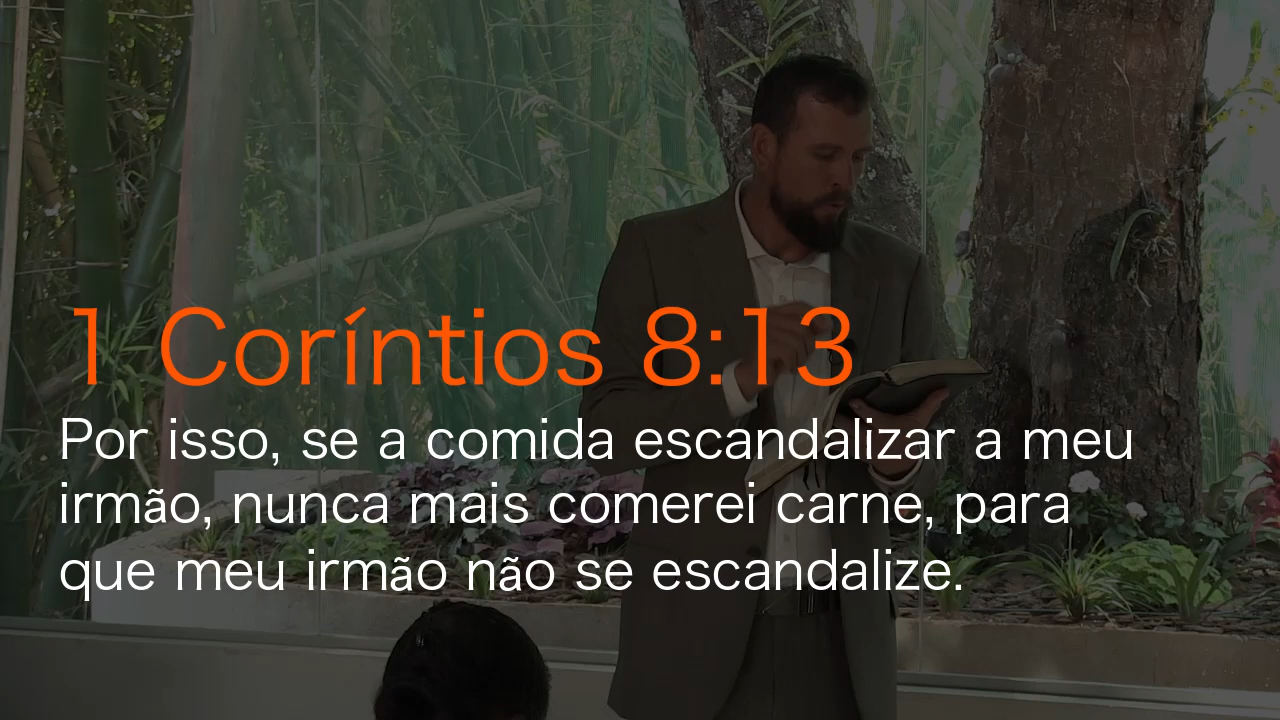 1 Coríntios 8:13
Por isso, se a comida escandalizar a meu
irmão, nunca mais comerei carne, para
que meu irmão não se escandalize.